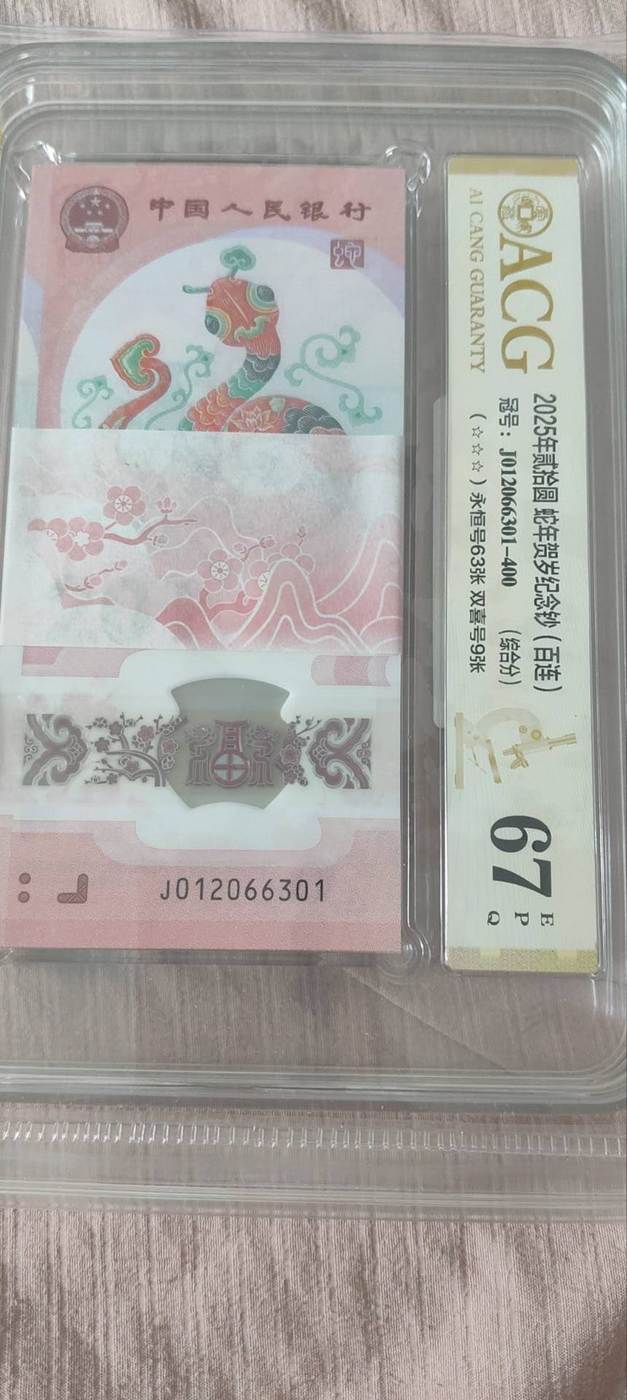 中国人民银行
J012066301
ACG
AI CANG GUARANTY
2025年贰拾圆 蛇年贺岁纪念钞（百连）
冠号：J012066301-400 （综合分）
（☆☆☆）永恒号63张 双喜号9张
67
E
P
Q